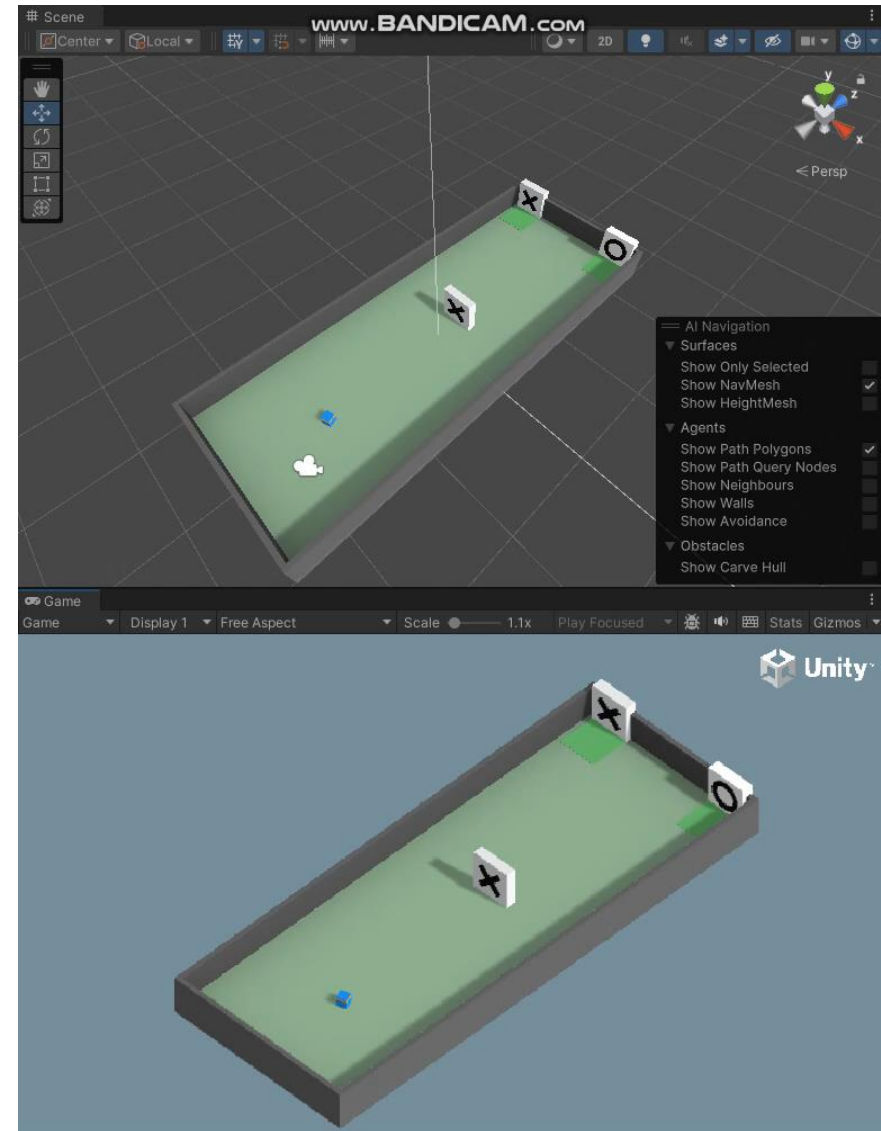 Scene
www.BANDICAM.com
Center Local 2D
y
z
x
Persp
AI Navigation
Surfaces
Show Only Selected
Show NavMesh
Show HeightMesh
Agents
Show Path Polygons
Show Path Query Nodes
Show Neighbours
Show Walls
Show Avoidance
Obstacles
Show Carve Hull
Game
Game Display 1 Free Aspect Scale 1.1x Play Focused Stats Gizmos
Unity